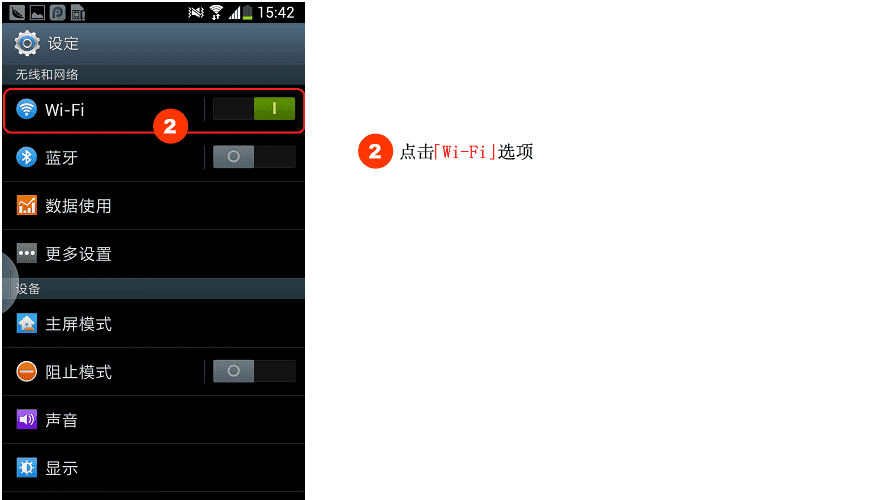 15:42
设定
无线和网络
Wi-Fi
2
蓝牙
数据使用
更多设置
设备
主屏模式
阻止模式
声音
显示
2 点击「Wi-Fi」选项